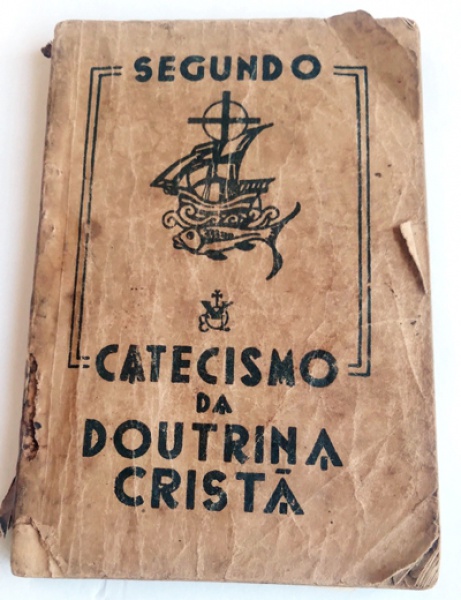 SEGUNDO
CATECISMO
DA
DOUTRINA
CRISTÃ